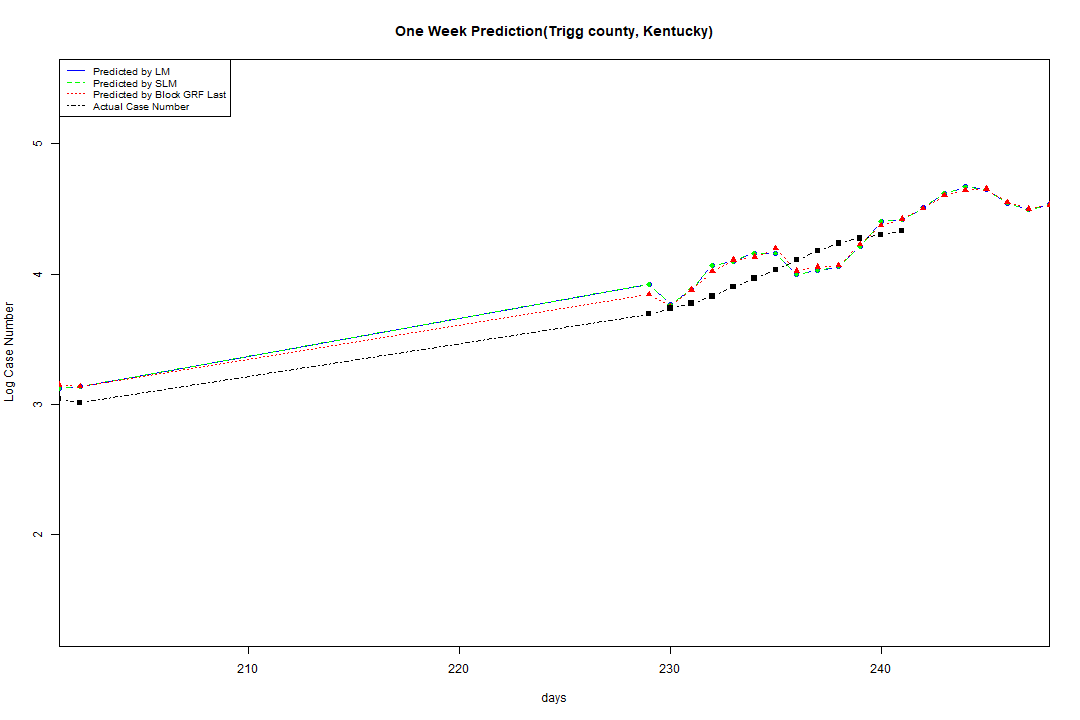 One Week Prediction(Trigg county, Kentucky)
Predicted by LM
Predicted by SLM
Predicted by Block GRF Last
Actual Case Number
5
4
3
2
Log Case Number
210 220 230 240
days